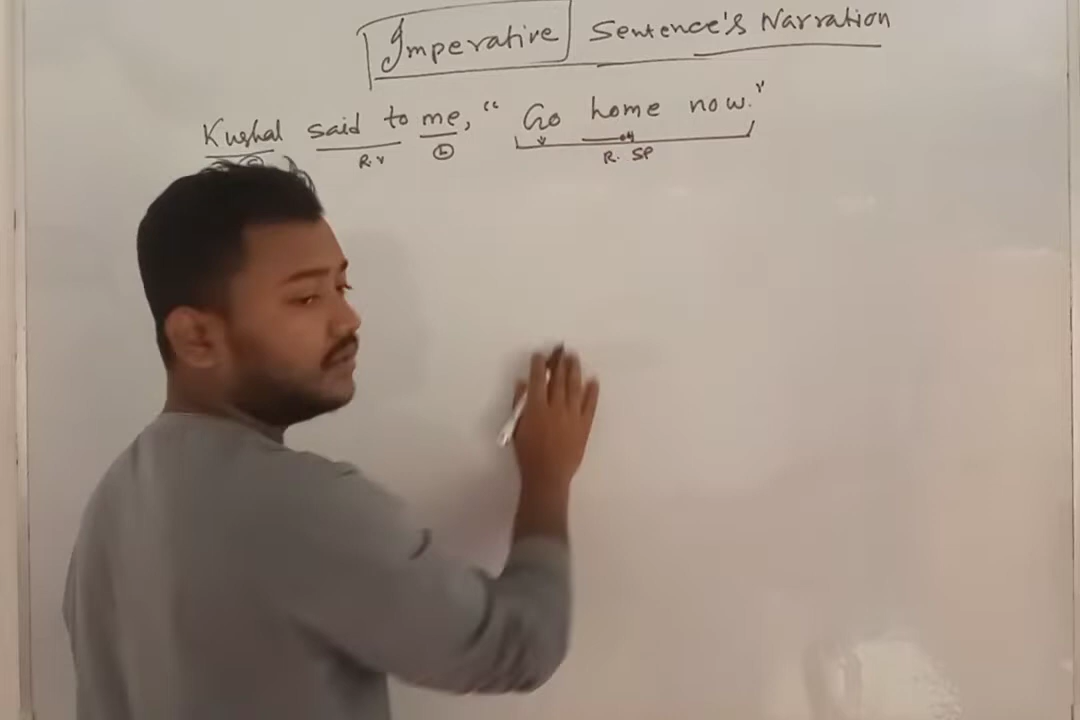 Imperative Sentence's Narration
Kushal said to me, "Go home now."
R.V R. SP